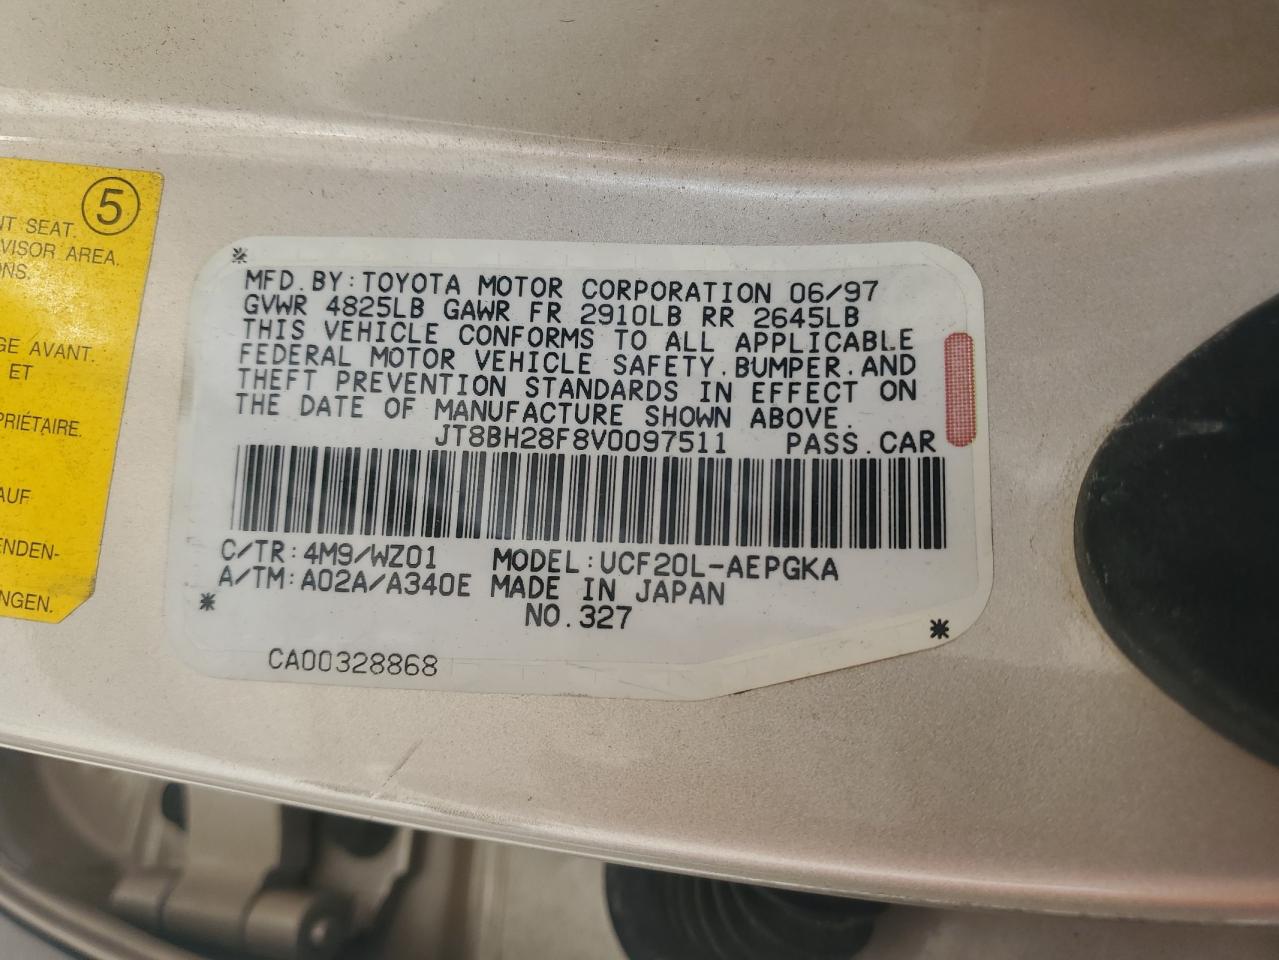 5
NT SEAT.
VISOR AREA.
ONS.
GE AVANT.
ET
PRIÉTAIRE.
AUF
ENDEN-
NGEN.
MFD.BY:TOYOTA MOTOR CORPORATION 06/97
GVWR 4825LB GAWR FR 2910LB RR 2645LB
THIS VEHICLE CONFORMS TO ALL APPLICABLE
FEDERAL MOTOR VEHICLE SAFETY.BUMPER.AND
THEFT PREVENTION STANDARDS IN EFFECT ON
THE DATE OF MANUFACTURE SHOWN ABOVE.
JT8BH28F8V0097511 PASS.CAR
C/TR:4M9/WZ01 MODEL:UCF20L-AEPGKA
A/TM:A02A/A340E MADE IN JAPAN
NO.327
CA00328868